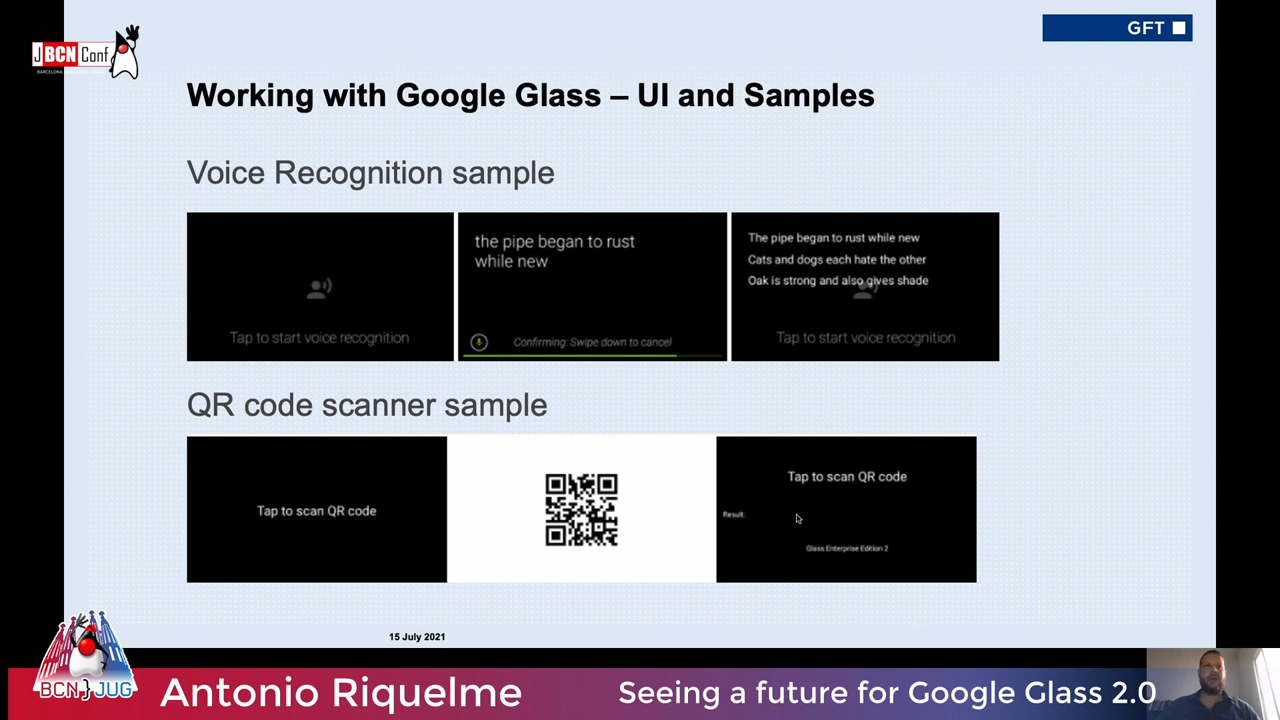 JBCNConf
GFT
Working with Google Glass – UI and Samples
Voice Recognition sample
Tap to start voice recognition
the pipe began to rust
while new
Confirming: Swipe down to cancel
The pipe began to rust while new
Cats and dogs each hate the other
Oak is strong and also gives shade
Tap to start voice recognition
QR code scanner sample
Tap to scan QR code
Tap to scan QR code
Result:
Glass Enterprise Edition 2
15 July 2021
BCN JUG
Antonio Riquelme
Seeing a future for Google Glass 2.0